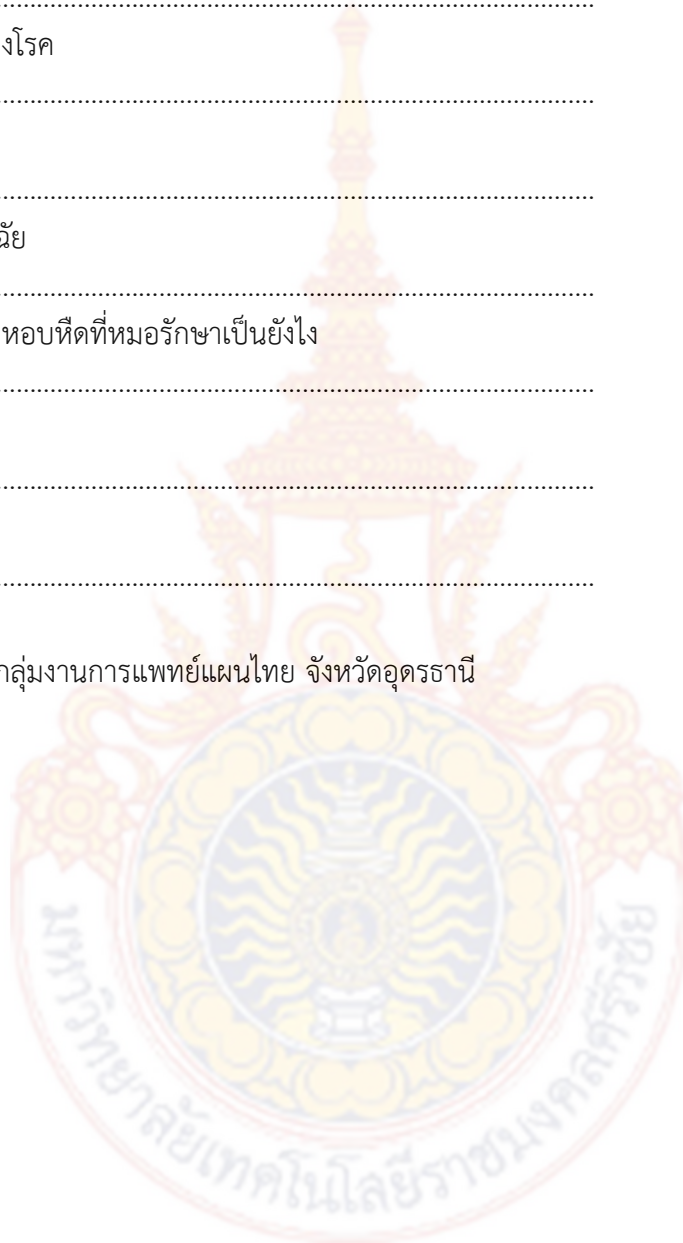 ........................................................................................
งโรค
........................................................................................
........................................................................................
ฉัย
........................................................................................
หอบหืดที่หมอรักษาเป็นยังไง
........................................................................................
........................................................................................
........................................................................................
กลุ่มงานการแพทย์แผนไทย จังหวัดอุดรธานี
มหาวิทยาลัยเทคโนโลยีราชมงคลศรีวิชัย